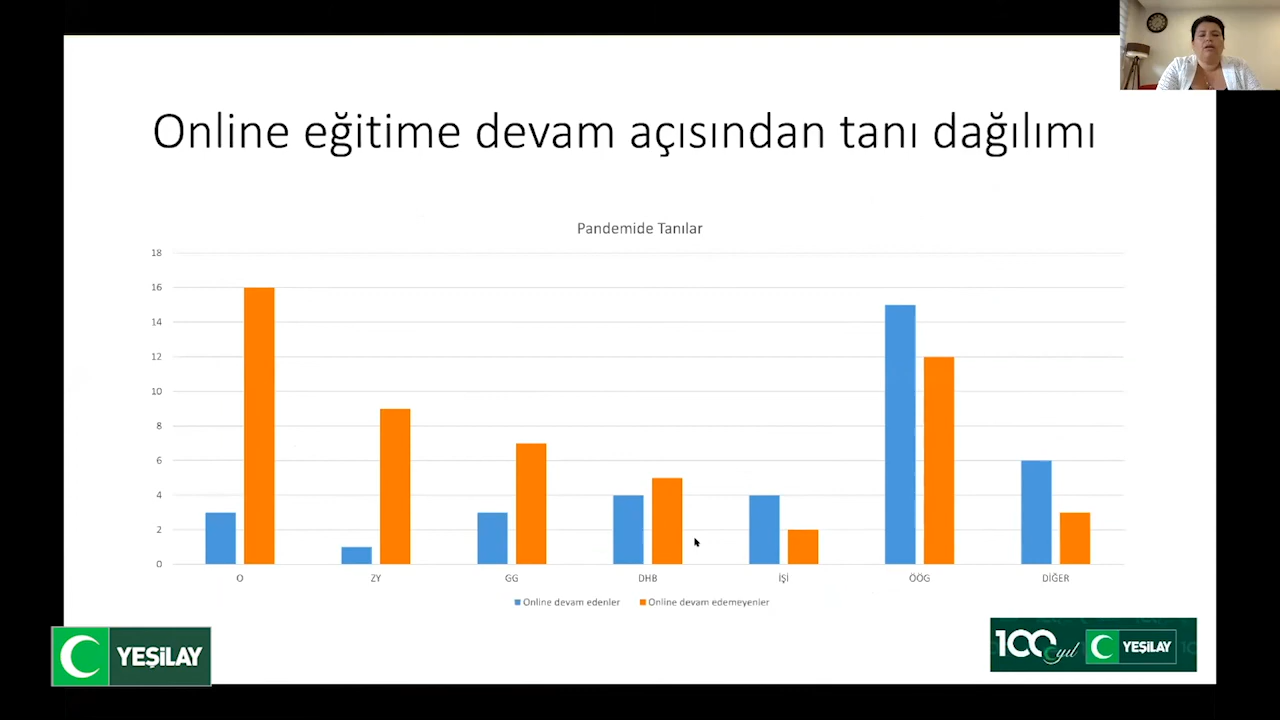 Online eğitime devam açısından tanı dağılımı
Pandemide Tanılar
18
16
14
12
10
8
6
4
2
0
O ZY GG DHB İŞİ ÖÖG DİĞER
Online devam edenler Online devam edemeyenler
YEŞİLAY
100 yıl YEŞİLAY